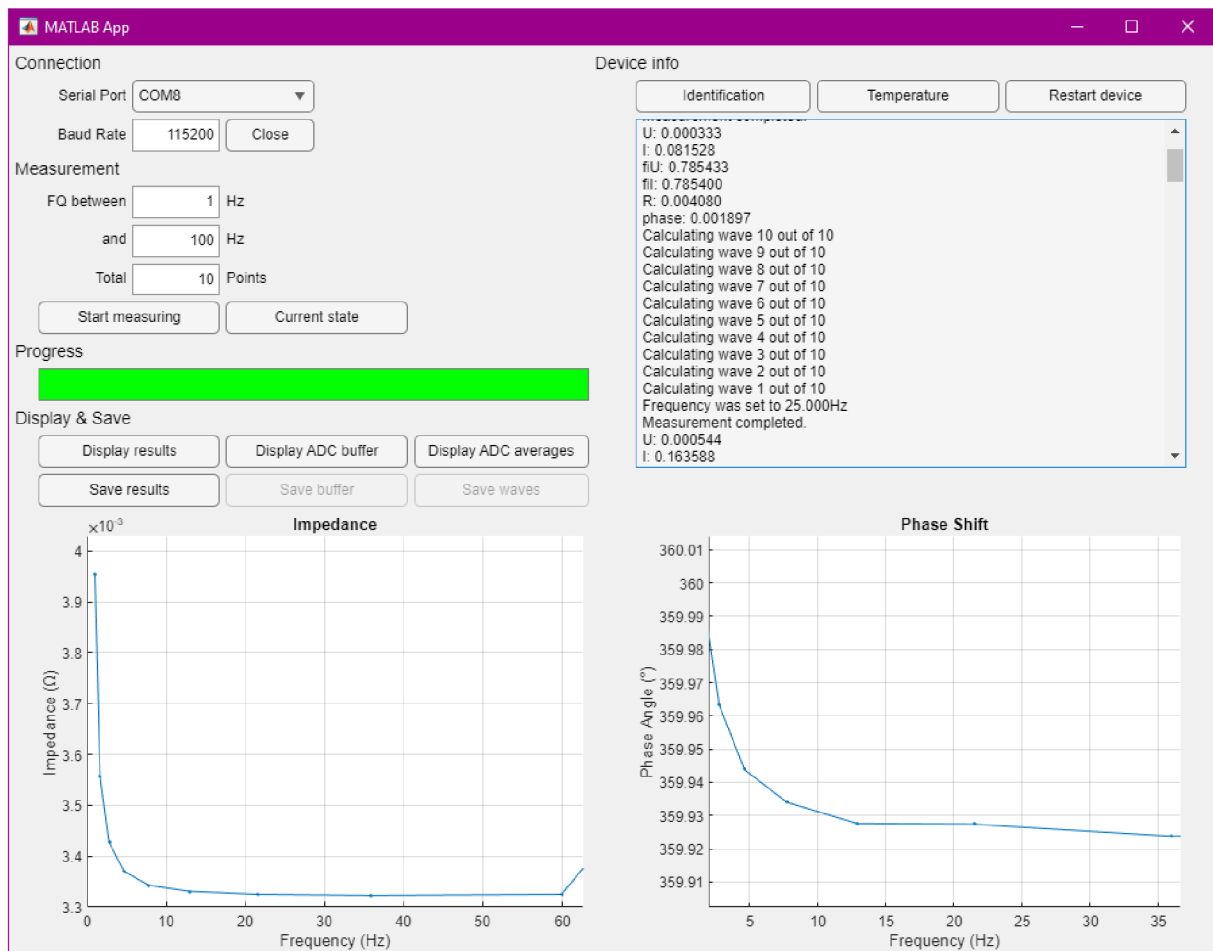 MATLAB App
Connection
Serial Port COM8
Baud Rate 115200 Close
Measurement
FQ between 1 Hz
and 100 Hz
Total 10 Points
Start measuring Current state
Progress
Display & Save
Display results Display ADC buffer Display ADC averages
Save results Save buffer Save waves
Device info
Identification Temperature Restart device
Measurement completed.
U: 0.000333
I: 0.081528
fiU: 0.785433
fiI: 0.785400
R: 0.004080
phase: 0.001897
Calculating wave 10 out of 10
Calculating wave 9 out of 10
Calculating wave 8 out of 10
Calculating wave 7 out of 10
Calculating wave 6 out of 10
Calculating wave 5 out of 10
Calculating wave 4 out of 10
Calculating wave 3 out of 10
Calculating wave 2 out of 10
Calculating wave 1 out of 10
Frequency was set to 25.000Hz
Measurement completed.
U: 0.000544
I: 0.163588
Impedance
×10⁻³
4
3.9
3.8
3.7
3.6
3.5
3.4
3.3
Impedance (Ω)
0 10 20 30 40 50 60
Frequency (Hz)
Phase Shift
360.01
360
359.99
359.98
359.97
359.96
359.95
359.94
359.93
359.92
359.91
Phase Angle (°)
5 10 15 20 25 30 35
Frequency (Hz)